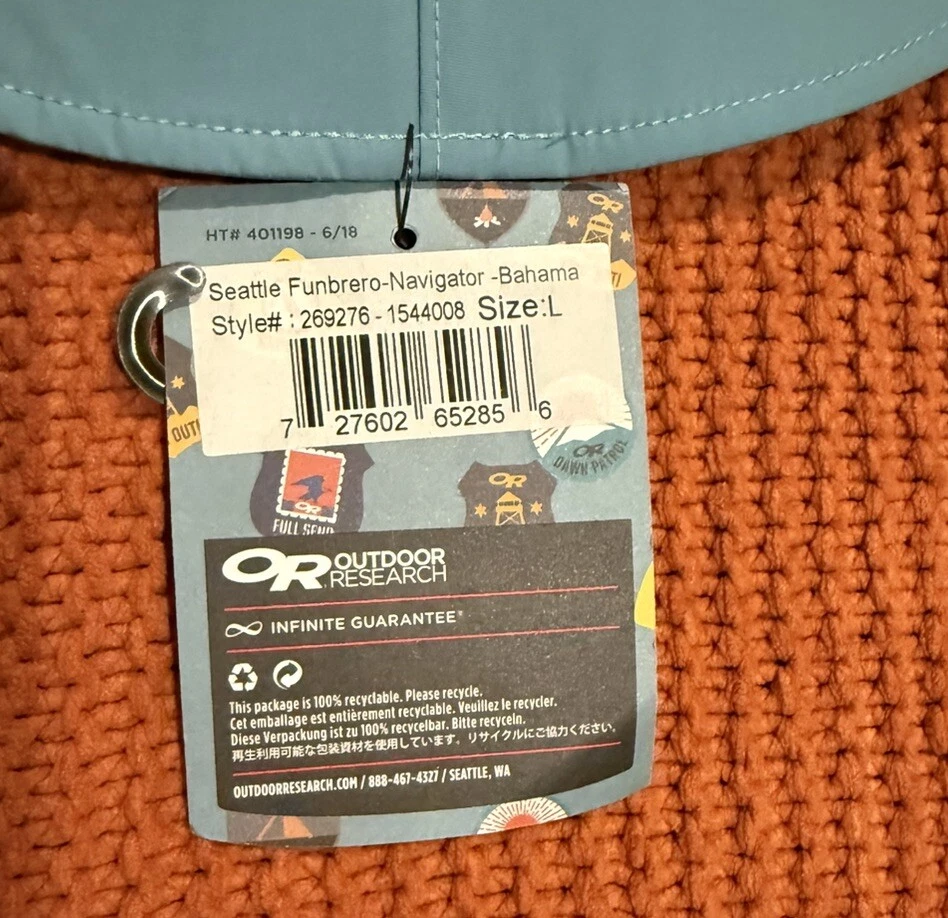 HT# 401198 - 6/18
OR
Seattle Funbrero-Navigator -Bahama
Style# : 269276 - 1544008 Size:L
7 27602 65285 6
OR
DAWN PATROL
OR
OR
FULL SEND
OR OUTDOOR
RESEARCH
INFINITE GUARANTEE®
This package is 100% recyclable. Please recycle.
Cet emballage est entièrement recyclable. Veuillez le recycler.
Diese Verpackung ist zu 100% recycelbar. Bitte recyceln.
再生利用可能な包装資材を使用しています。リサイクルにご協力ください。
OUTDOORRESEARCH.COM / 888-467-4327 / SEATTLE, WA